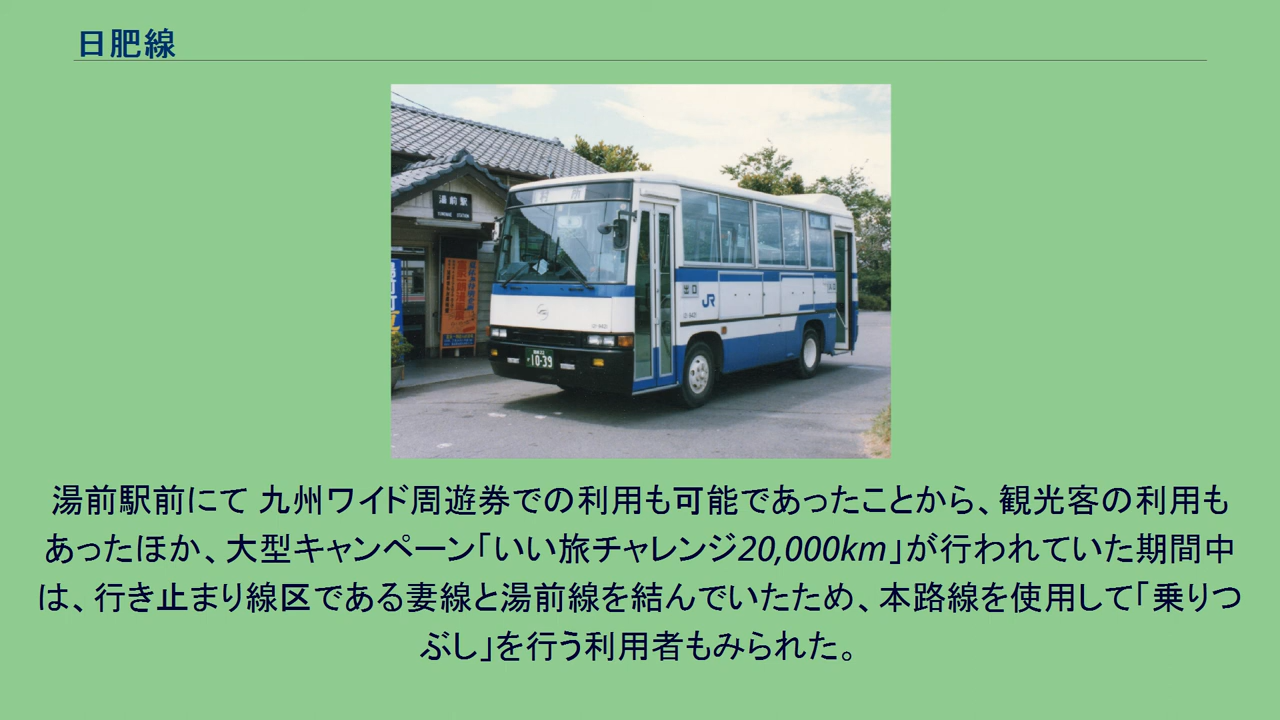 日肥線
湯前駅
YUNOMAE STATION
出口
JR
10-39
湯前駅前にて 九州ワイド周遊券での利用も可能であったことから、観光客の利用も
あったほか、大型キャンペーン「いい旅チャレンジ20,000km」が行われていた期間中
は、行き止まり線区である妻線と湯前線を結んでいたため、本路線を使用して「乗りつ
ぶし」を行う利用者もみられた。